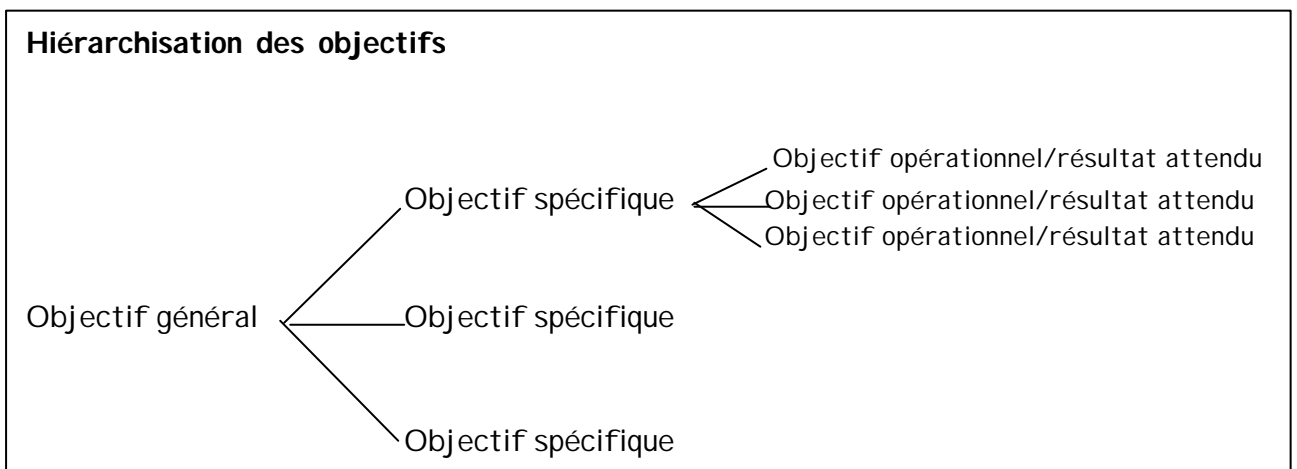 Hiérarchisation des objectifs
Objectif opérationnel/résultat attendu
Objectif spécifique
Objectif opérationnel/résultat attendu
Objectif opérationnel/résultat attendu
Objectif général
Objectif spécifique
Objectif spécifique